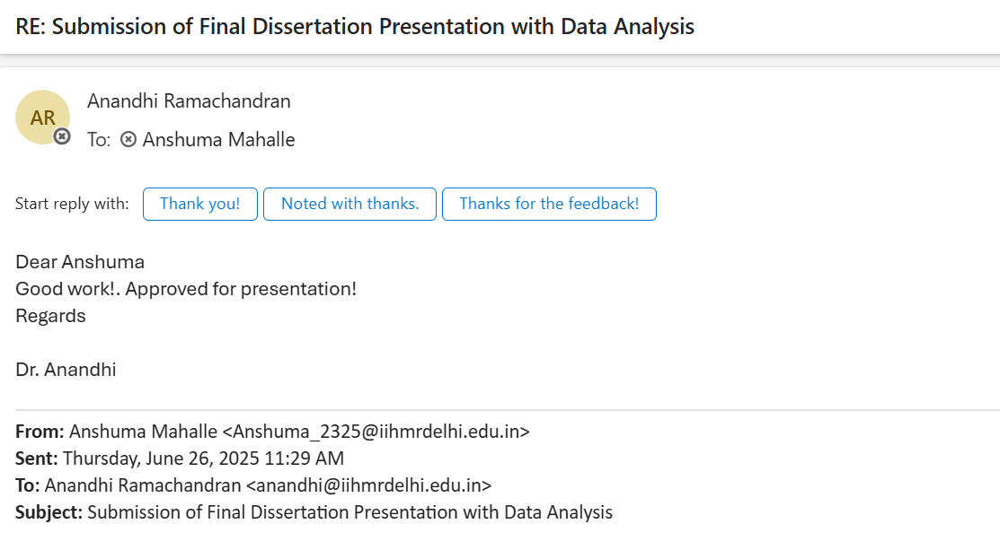 RE: Submission of Final Dissertation Presentation with Data Analysis
AR
Anandhi Ramachandran
To: Anshuma Mahalle
Start reply with: Thank you! Noted with thanks. Thanks for the feedback!
Dear Anshuma
Good work!. Approved for presentation!
Regards
Dr. Anandhi
From: Anshuma Mahalle <Anshuma_2325@iihmrdelhi.edu.in>
Sent: Thursday, June 26, 2025 11:29 AM
To: Anandhi Ramachandran <anandhi@iihmrdelhi.edu.in>
Subject: Submission of Final Dissertation Presentation with Data Analysis